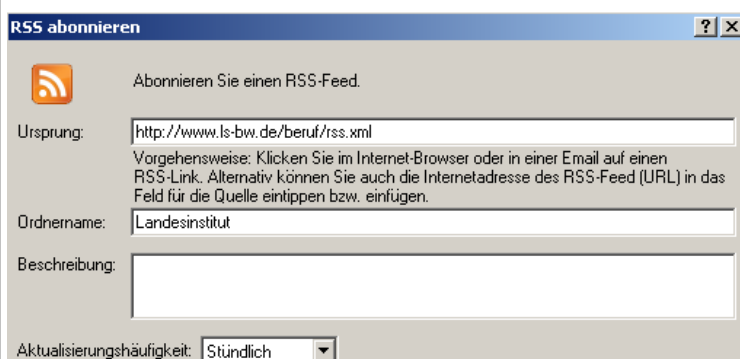 RSS abonnieren
Abonnieren Sie einen RSS-Feed.
Ursprung: http://www.ls-bw.de/beruf/rss.xml
Vorgehensweise: Klicken Sie im Internet-Browser oder in einer Email auf einen
RSS-Link. Alternativ können Sie auch die Internetadresse des RSS-Feed (URL) in das
Feld für die Quelle eintippen bzw. einfügen.
Ordnername: Landesinstitut
Beschreibung:
Aktualisierungshäufigkeit: Stündlich